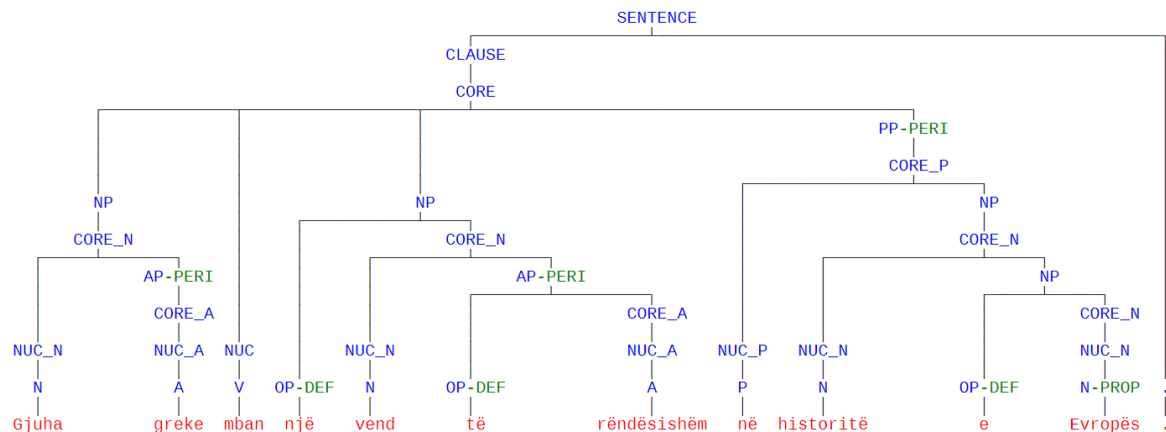 SENTENCE
CLAUSE
CORE
PP-PERI
CORE_P
NP NP NP
CORE_N CORE_N CORE_N
AP-PERI AP-PERI NP
CORE_A CORE_A CORE_N
NUC_N NUC_A NUC NUC_N NUC_A NUC_P NUC_N NUC_N
N A V OP-DEF N OP-DEF A P N OP-DEF N-PROP .
Gjuha greke mban një vend të rëndësishëm në historitë e Evropës .